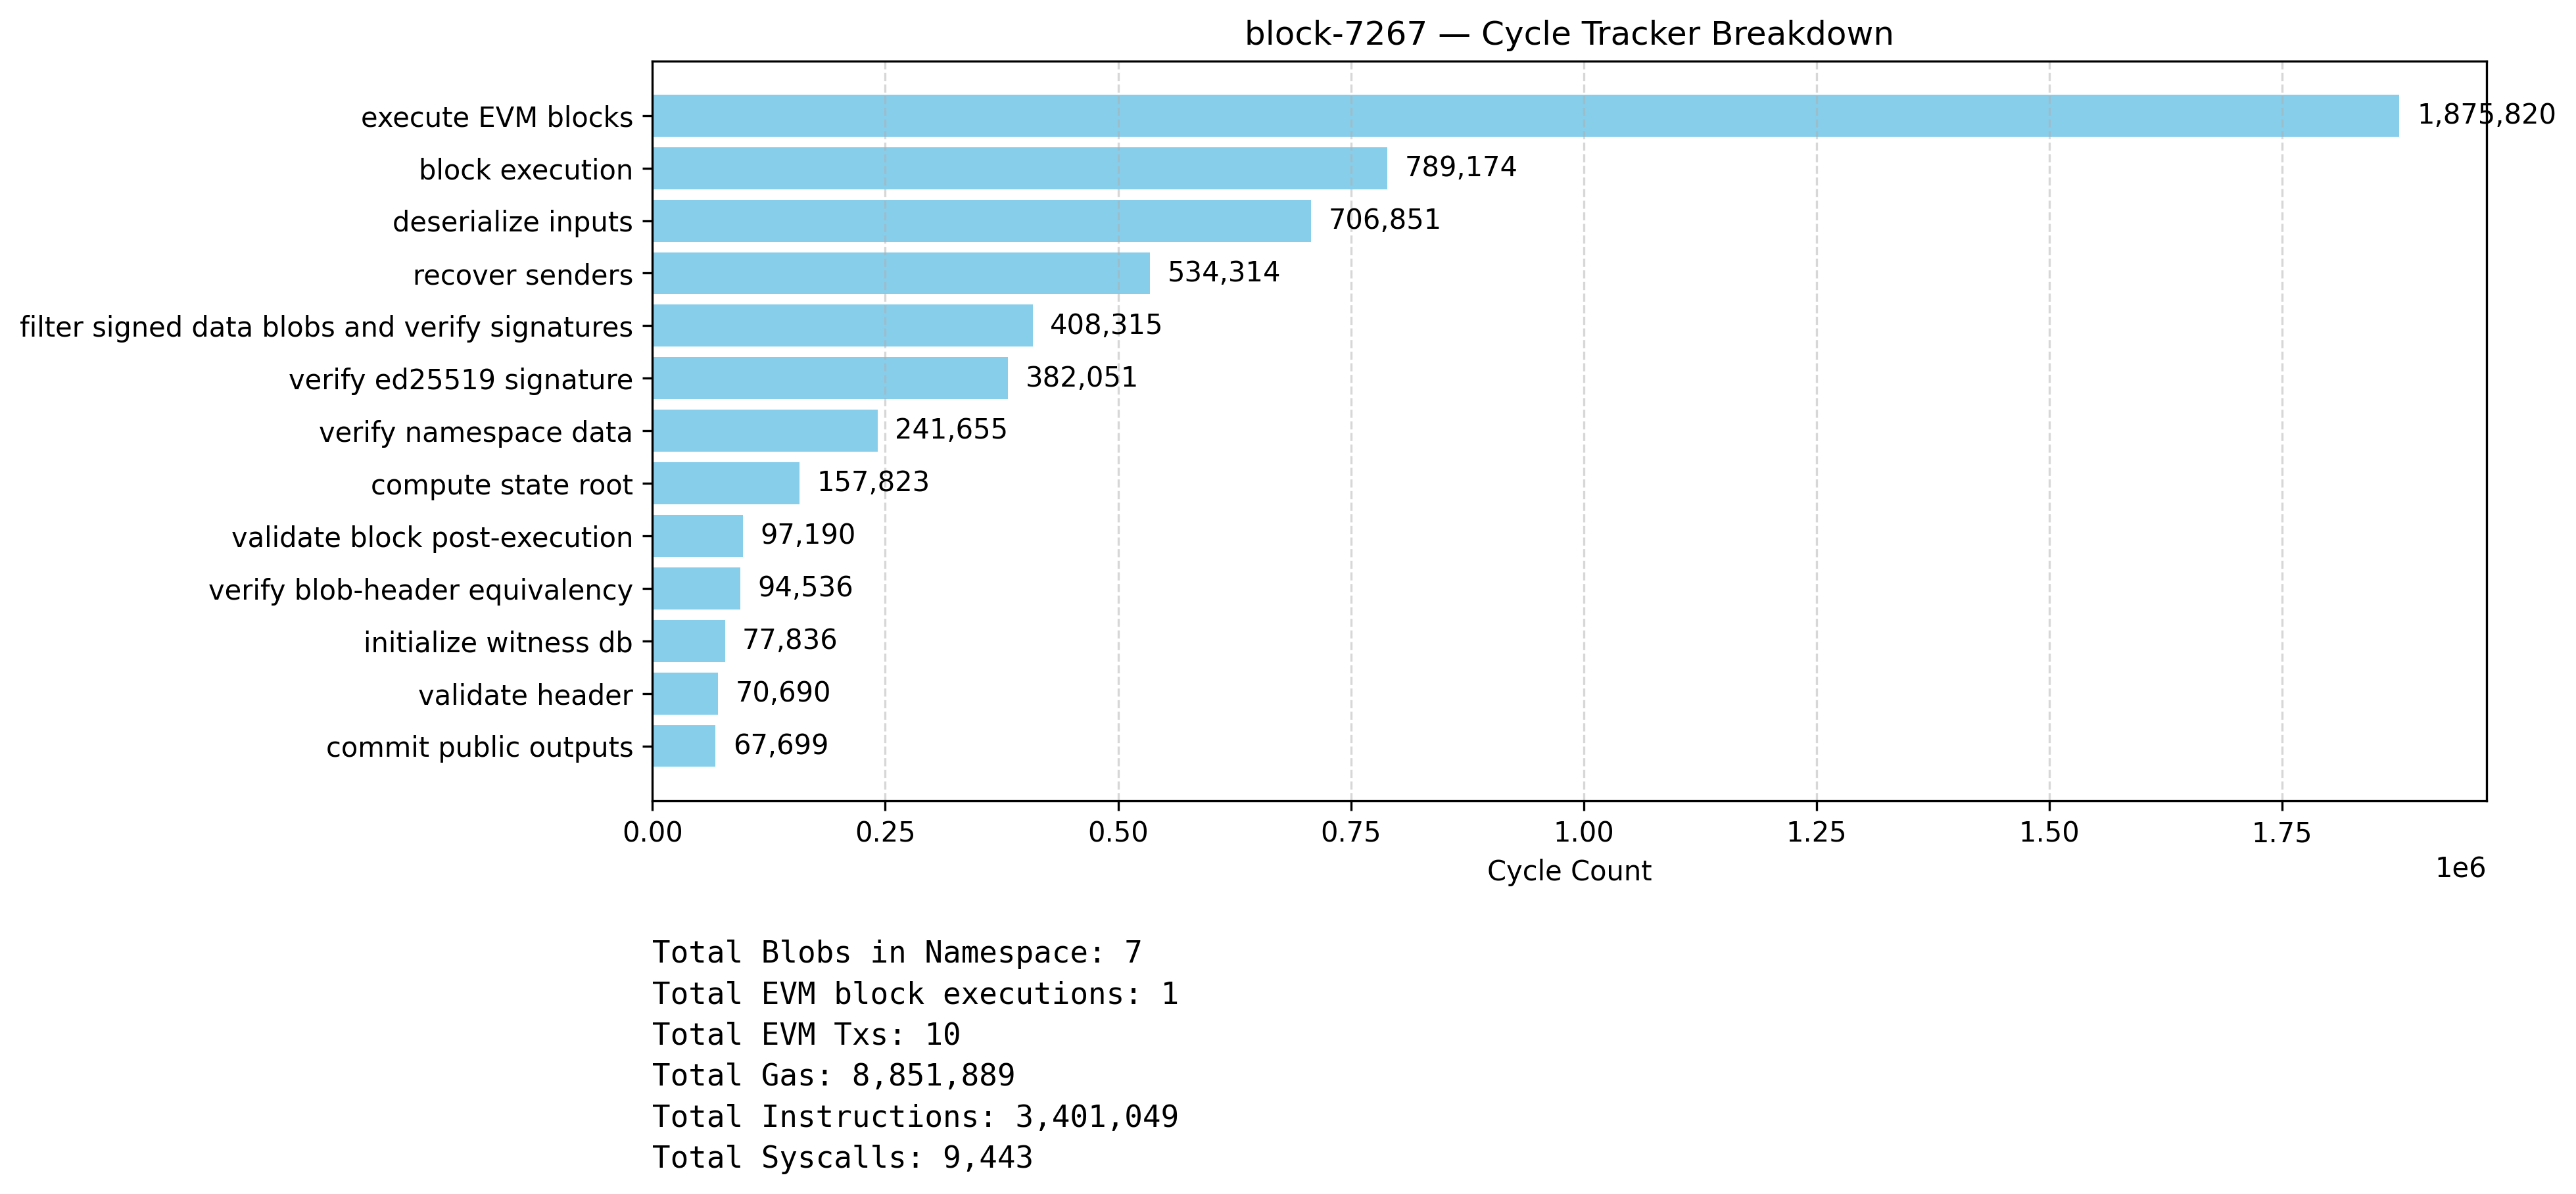 block-7267 — Cycle Tracker Breakdown
execute EVM blocks 1,875,820
block execution 789,174
deserialize inputs 706,851
recover senders 534,314
filter signed data blobs and verify signatures 408,315
verify ed25519 signature 382,051
verify namespace data 241,655
compute state root 157,823
validate block post-execution 97,190
verify blob-header equivalency 94,536
initialize witness db 77,836
validate header 70,690
commit public outputs 67,699
0.00 0.25 0.50 0.75 1.00 1.25 1.50 1.75
Cycle Count 1e6
Total Blobs in Namespace: 7
Total EVM block executions: 1
Total EVM Txs: 10
Total Gas: 8,851,889
Total Instructions: 3,401,049
Total Syscalls: 9,443